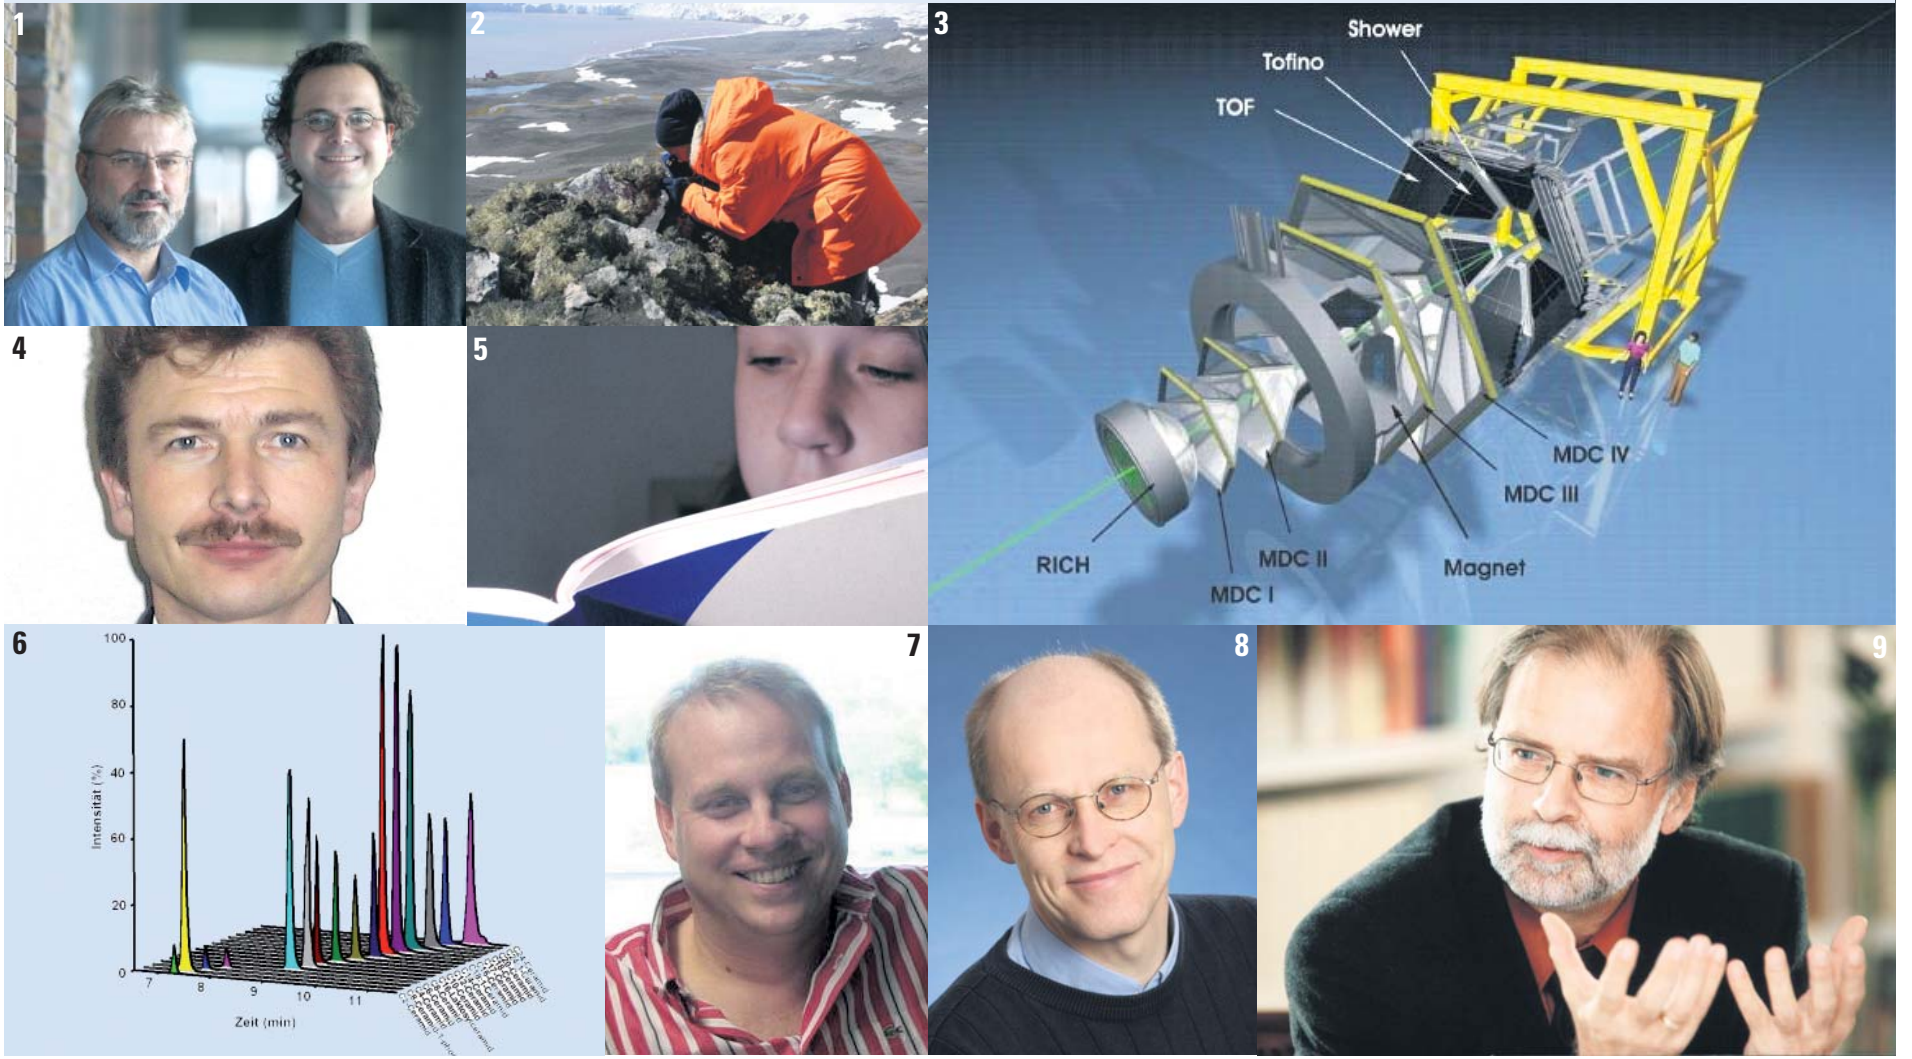 1
2
3
Shower
Tofino
TOF
MDC IV
MDC III
Magnet
MDC II
RICH
MDC I
4
5
6
100
80
40
60
20
0
Intensität (%)
7
8
9
10
11
Zeit (min)
7
8
9